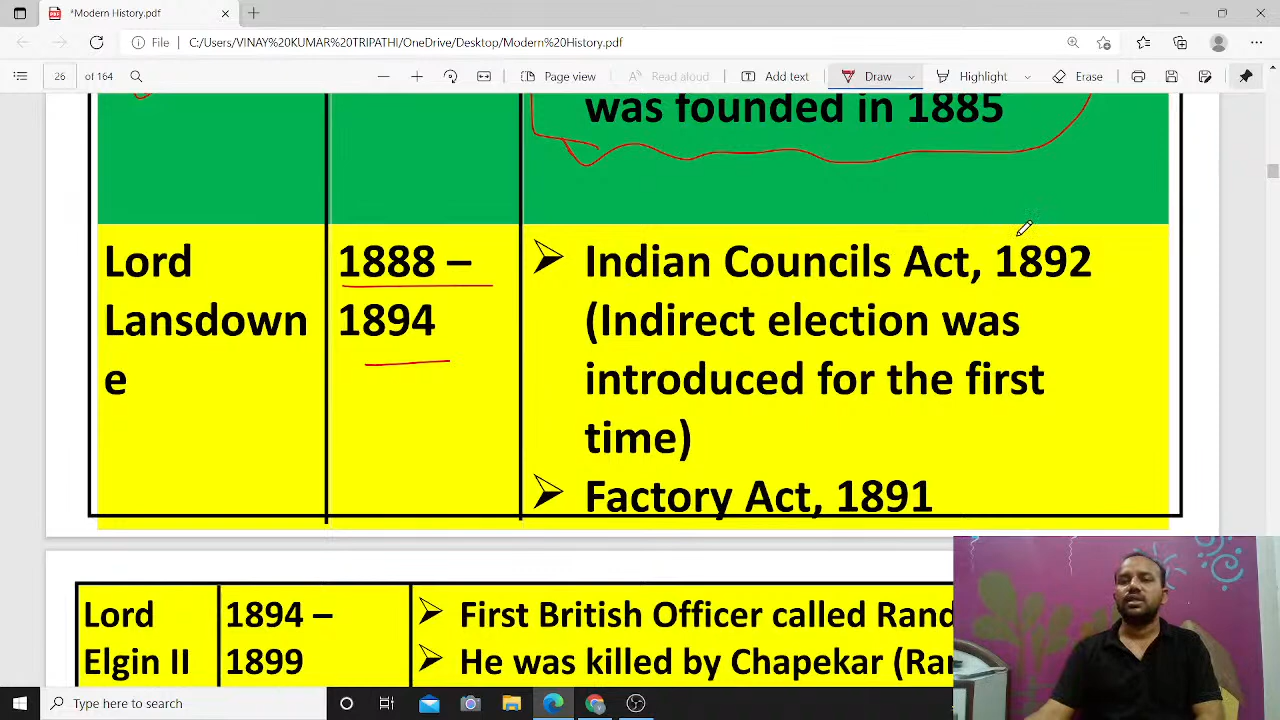 *Modern History.pdf
File
C:/Users/VINAY%20KUMAR%20TRIPATHI/OneDrive/Desktop/Modern%20History.pdf
26 of 164
Page view
Read aloud
Add text
Draw
Highlight
Erase
was founded in 1885
Lord
Lansdown
e
1888 –
1894
Indian Councils Act, 1892
(Indirect election was
introduced for the first
time)
Factory Act, 1891
Lord
Elgin II
1894 –
1899
First British Officer called Rand
He was killed by Chapekar (Ra
Type here to search